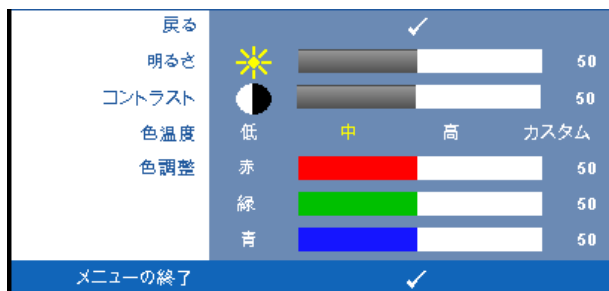 戻る
明るさ 50
コントラスト 50
色温度 低 中 高 カスタム
色調整 赤 50
緑 50
青 50
メニューの終了